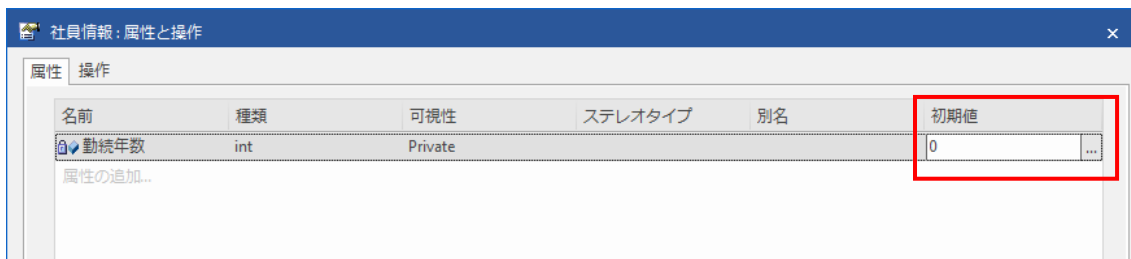 社員情報 : 属性と操作 ×
属性 操作
名前 種類 可視性 ステレオタイプ 別名 初期値
勤続年数 int Private 0 ...
属性の追加...